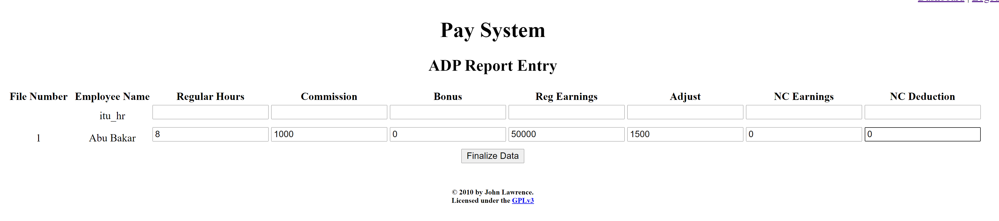 Dashboard | Logout
Pay System
ADP Report Entry
File Number Employee Name Regular Hours Commission Bonus Reg Earnings Adjust NC Earnings NC Deduction
itu_hr
1 Abu Bakar 8 1000 0 50000 1500 0 0
Finalize Data
© 2010 by John Lawrence.
Licensed under the GPLv3